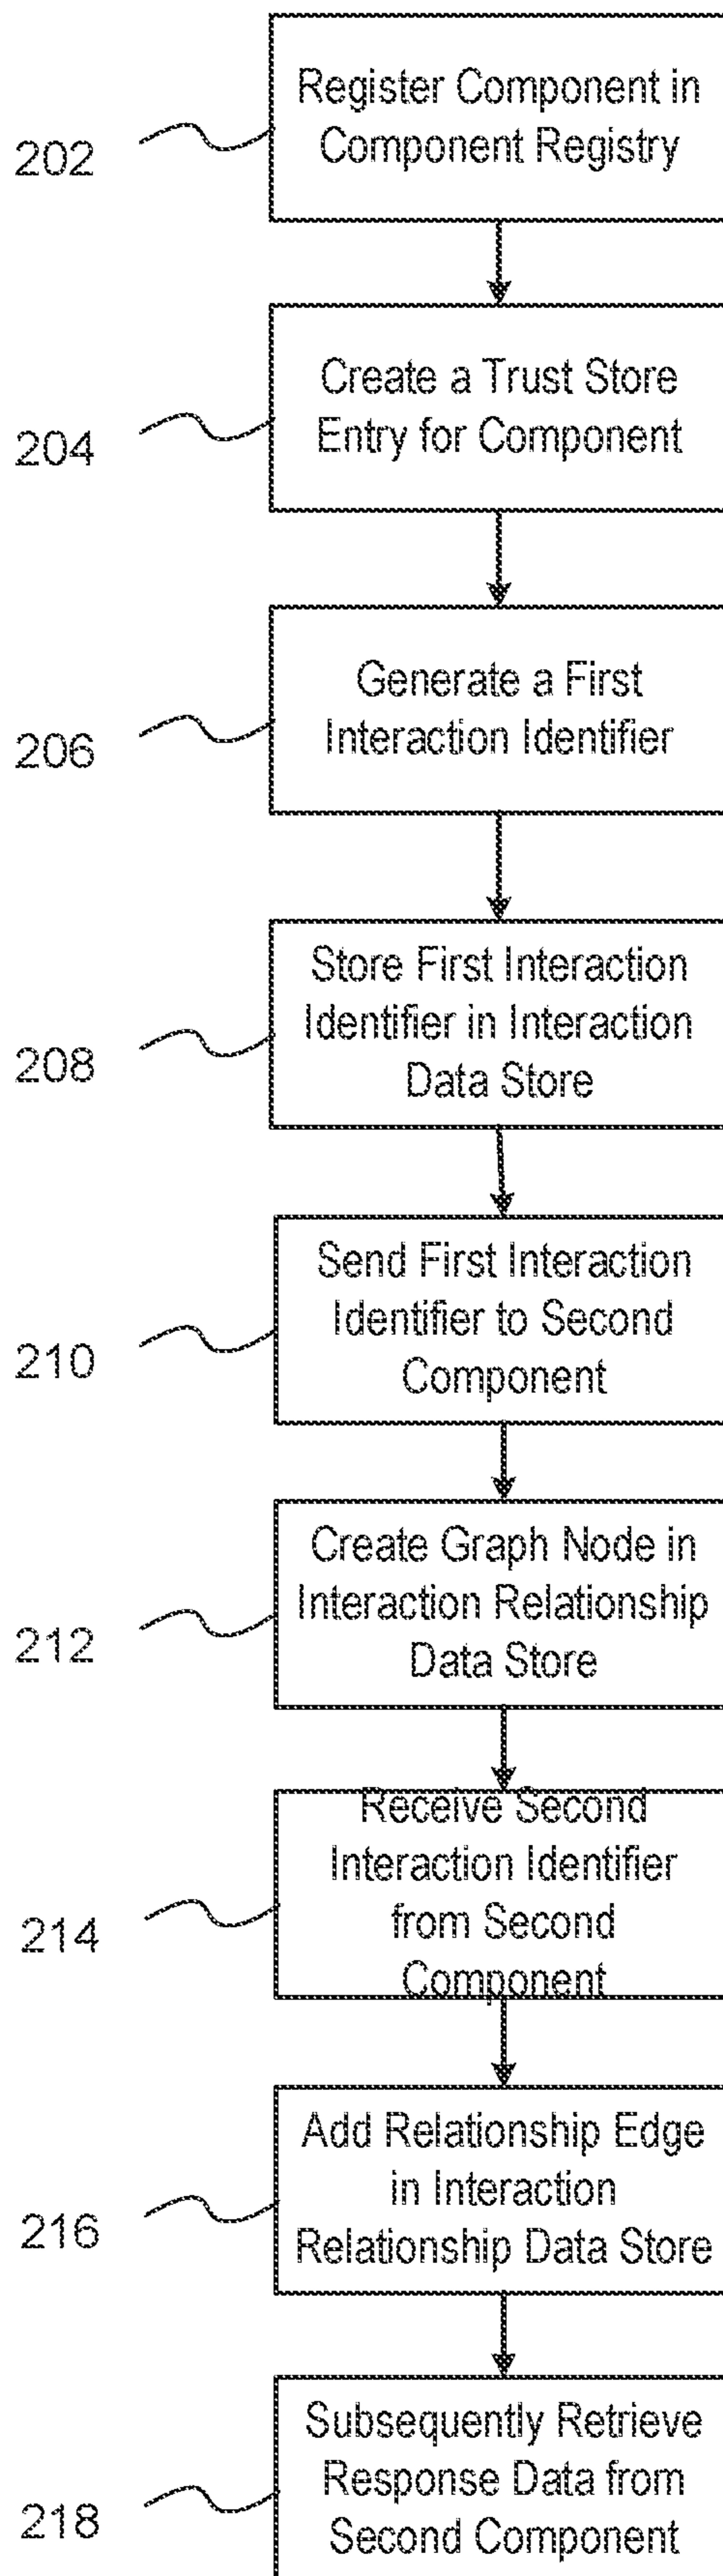 Register Component in
Component Registry
202
Create a Trust Store
Entry for Component
204
Generate a First
Interaction Identifier
206
Store First Interaction
Identifier in Interaction
Data Store
208
Send First Interaction
Identifier to Second
Component
210
Create Graph Node in
Interaction Relationship
Data Store
212
Receive Second
Interaction Identifier
from Second
Component
214
Add Relationship Edge
in Interaction
Relationship Data Store
216
Subsequently Retrieve
Response Data from
Second Component
218